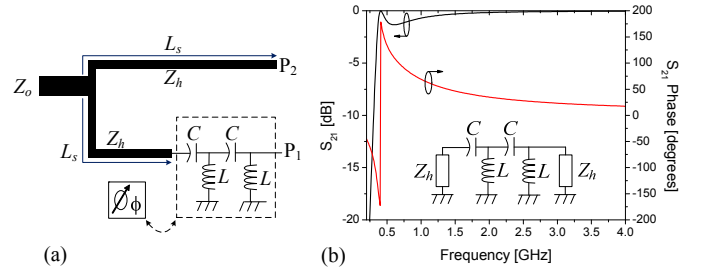 (a)
L_s
Z_o
Z_h
P_2
Z_h
C C
L_s
P_1
L L
ϕ
(b)
S_21 [dB]
0
-5
-10
-15
-20
C C
Z_h L L Z_h
200
150
100
50
0
-50
-100
-150
-200
S_21 Phase [degrees]
0.5 1.0 1.5 2.0 2.5 3.0 3.5 4.0
Frequency [GHz]